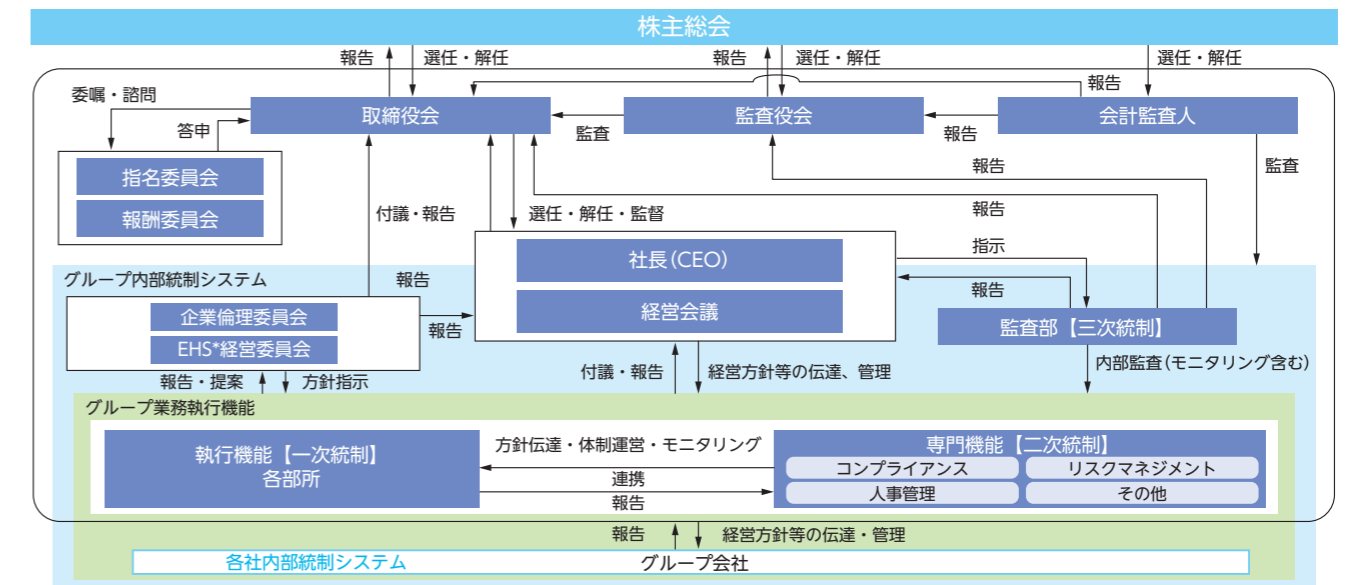 株主総会
報告
選任・解任
報告
選任・解任
選任・解任
委嘱・諮問
報告
取締役会
監査役会
会計監査人
答申
監査
報告
指名委員会
報告
監査
報酬委員会
付議・報告
選任・解任・監督
報告
社長(CEO)
指示
グループ内部統制システム
報告
報告
企業倫理委員会
経営会議
監査部【三次統制】
報告
EHS*経営委員会
報告・提案
方針指示
付議・報告
経営方針等の伝達、管理
内部監査(モニタリング含む)
グループ業務執行機能
執行機能【一次統制】
各部所
方針伝達・体制運営・モニタリング
連携
報告
専門機能【二次統制】
コンプライアンス
リスクマネジメント
人事管理
その他
報告
経営方針等の伝達・管理
各社内部統制システム
グループ会社